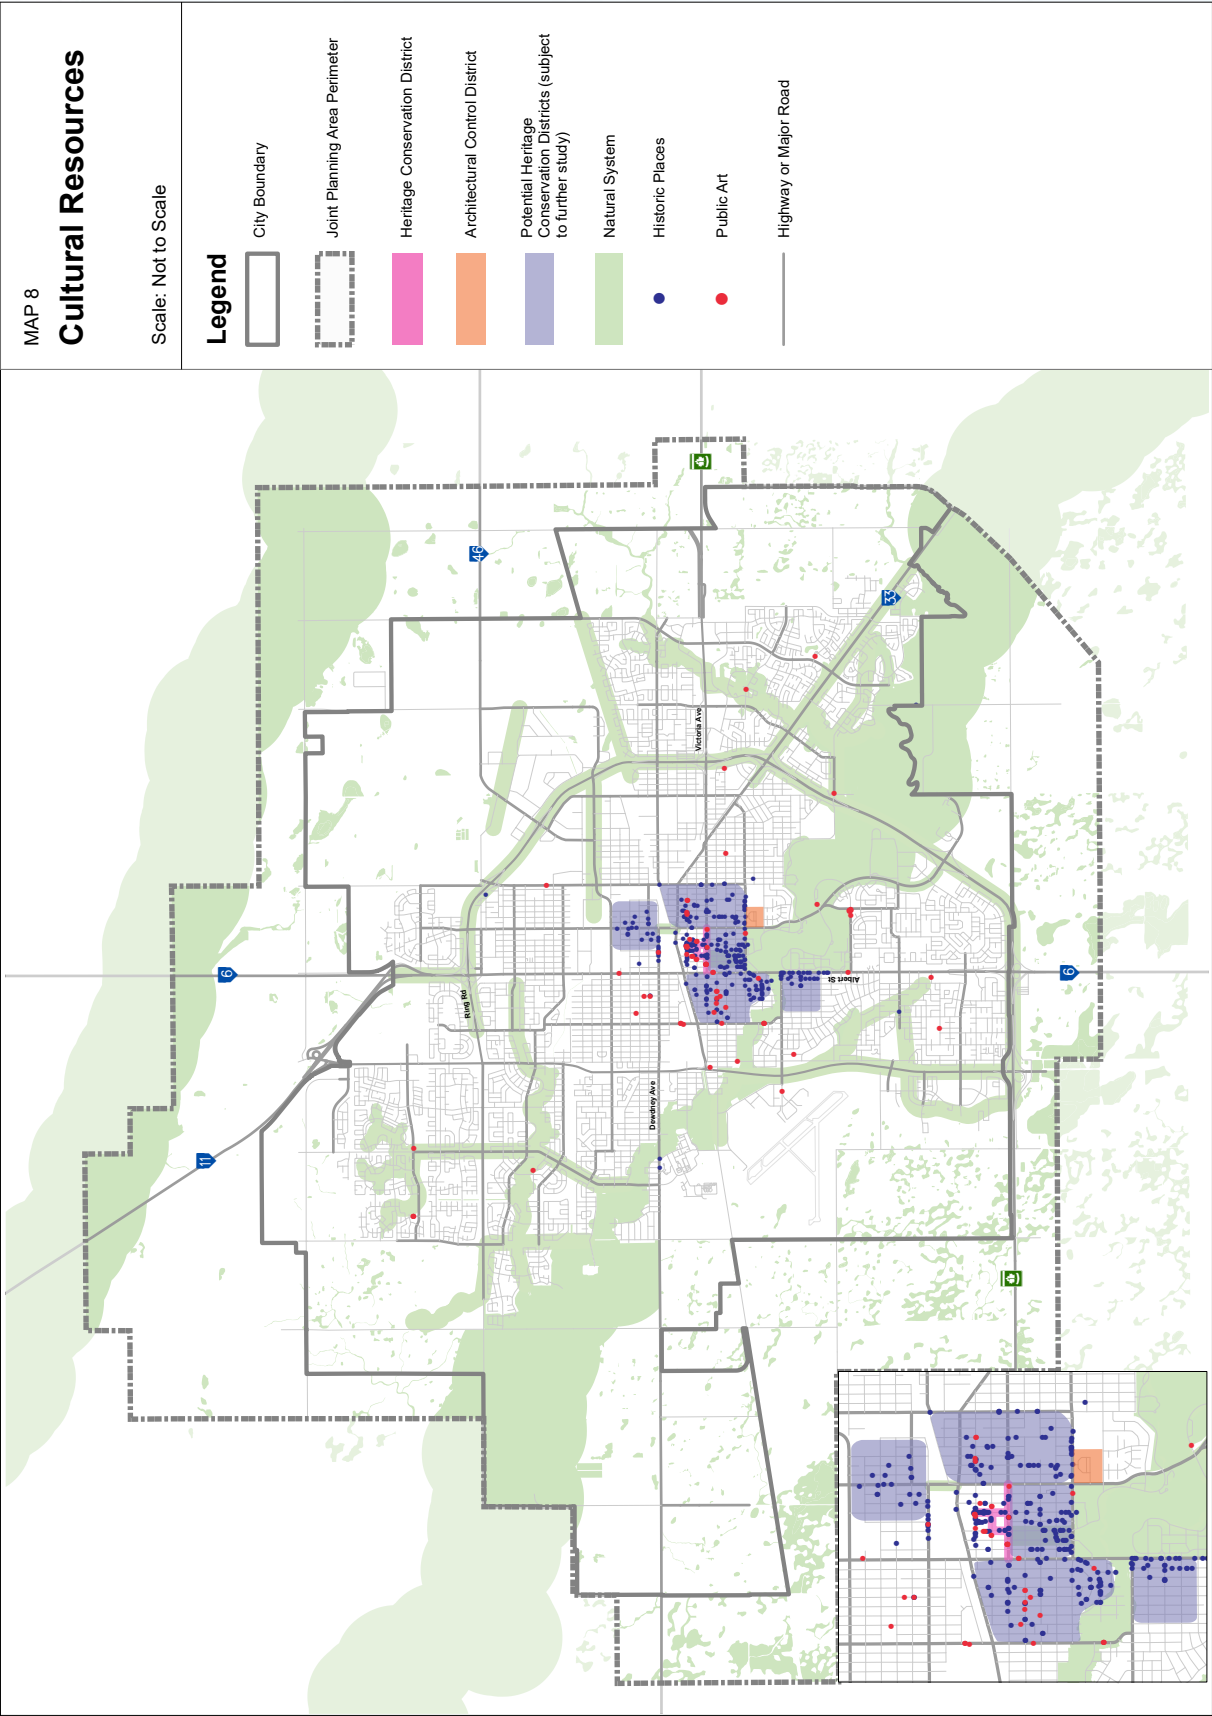 MAP 8
Cultural Resources
Scale: Not to Scale
Legend
City Boundary
Joint Planning Area Perimeter
Heritage Conservation District
Architectural Control District
Potential Heritage
Conservation Districts (subject
to further study)
Natural System
Historic Places
Public Art
Highway or Major Road
46
33
6
6
11
1
1
Victoria Ave
Ring Rd
Albert St
Dewdney Ave